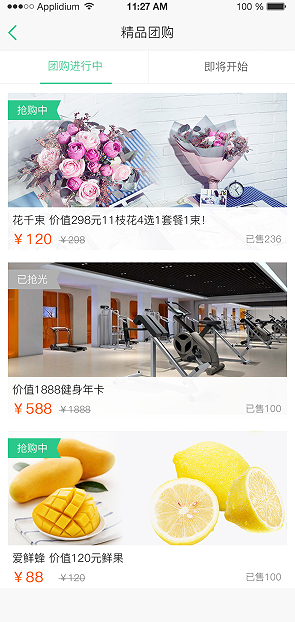 Applidium 11:27 AM 100 %
精品团购
团购进行中 即将开始
抢购中
花千束 价值298元11枝花4选1套餐1束!
￥120 ￥298 已售236
已抢光
价值1888健身年卡
￥588 ￥1888 已售100
抢购中
爱鲜蜂 价值120元鲜果
￥88 ￥120 已售100